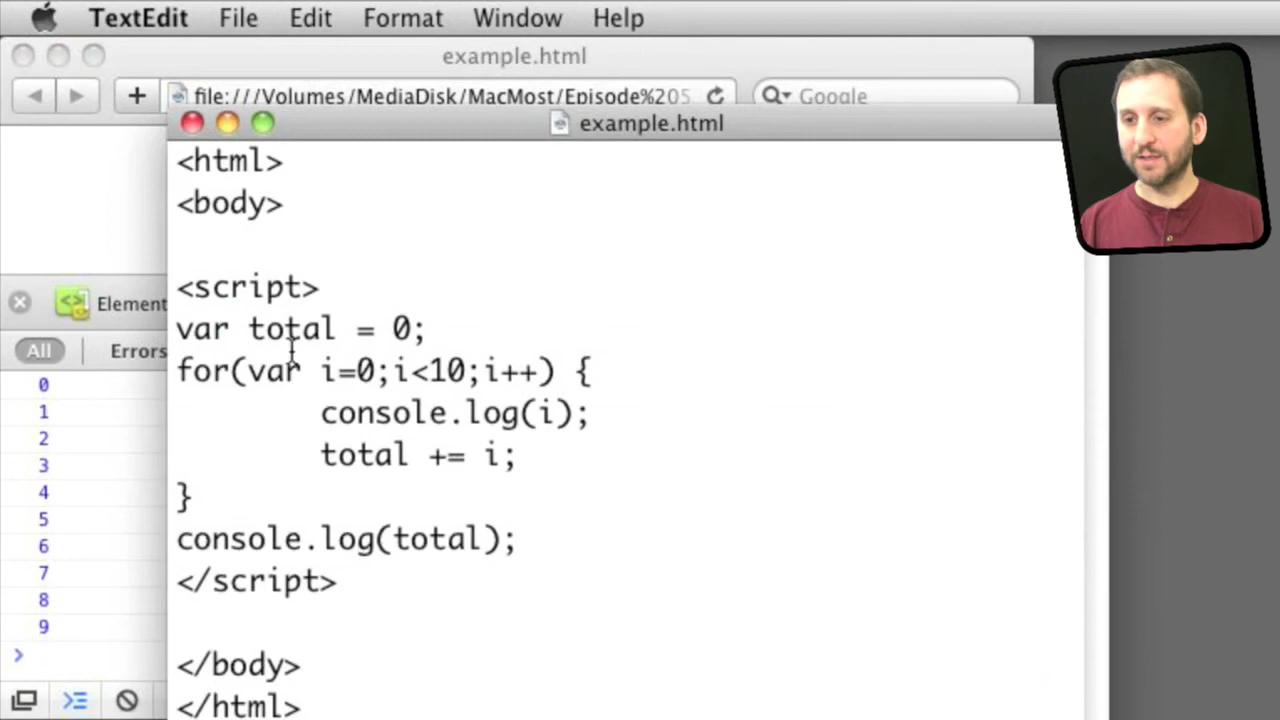 TextEdit File Edit Format Window Help
example.html
file:///Volumes/MediaDisk/MacMost/Episode%205
Google
example.html
<html>
<body>
<script>
var total = 0;
for(var i=0;i<10;i++) {
console.log(i);
total += i;
}
console.log(total);
</script>
</body>
</html>
Element
All Errors
0
1
2
3
4
5
6
7
8
9